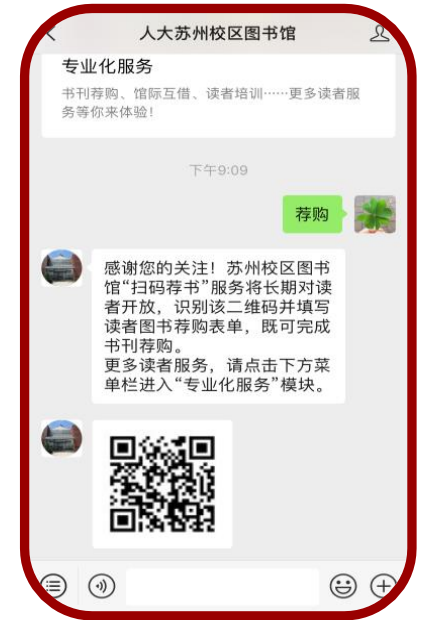 人大苏州校区图书馆
专业化服务
书刊荐购、馆际互借、读者培训……更多读者服
务等你来体验！
下午9:09
荐购
感谢您的关注！苏州校区图书
馆“扫码荐书”服务将长期对读
者开放，识别该二维码并填写
读者图书荐购表单，既可完成
书刊荐购。
更多读者服务，请点击下方菜
单栏进入“专业化服务”模块。